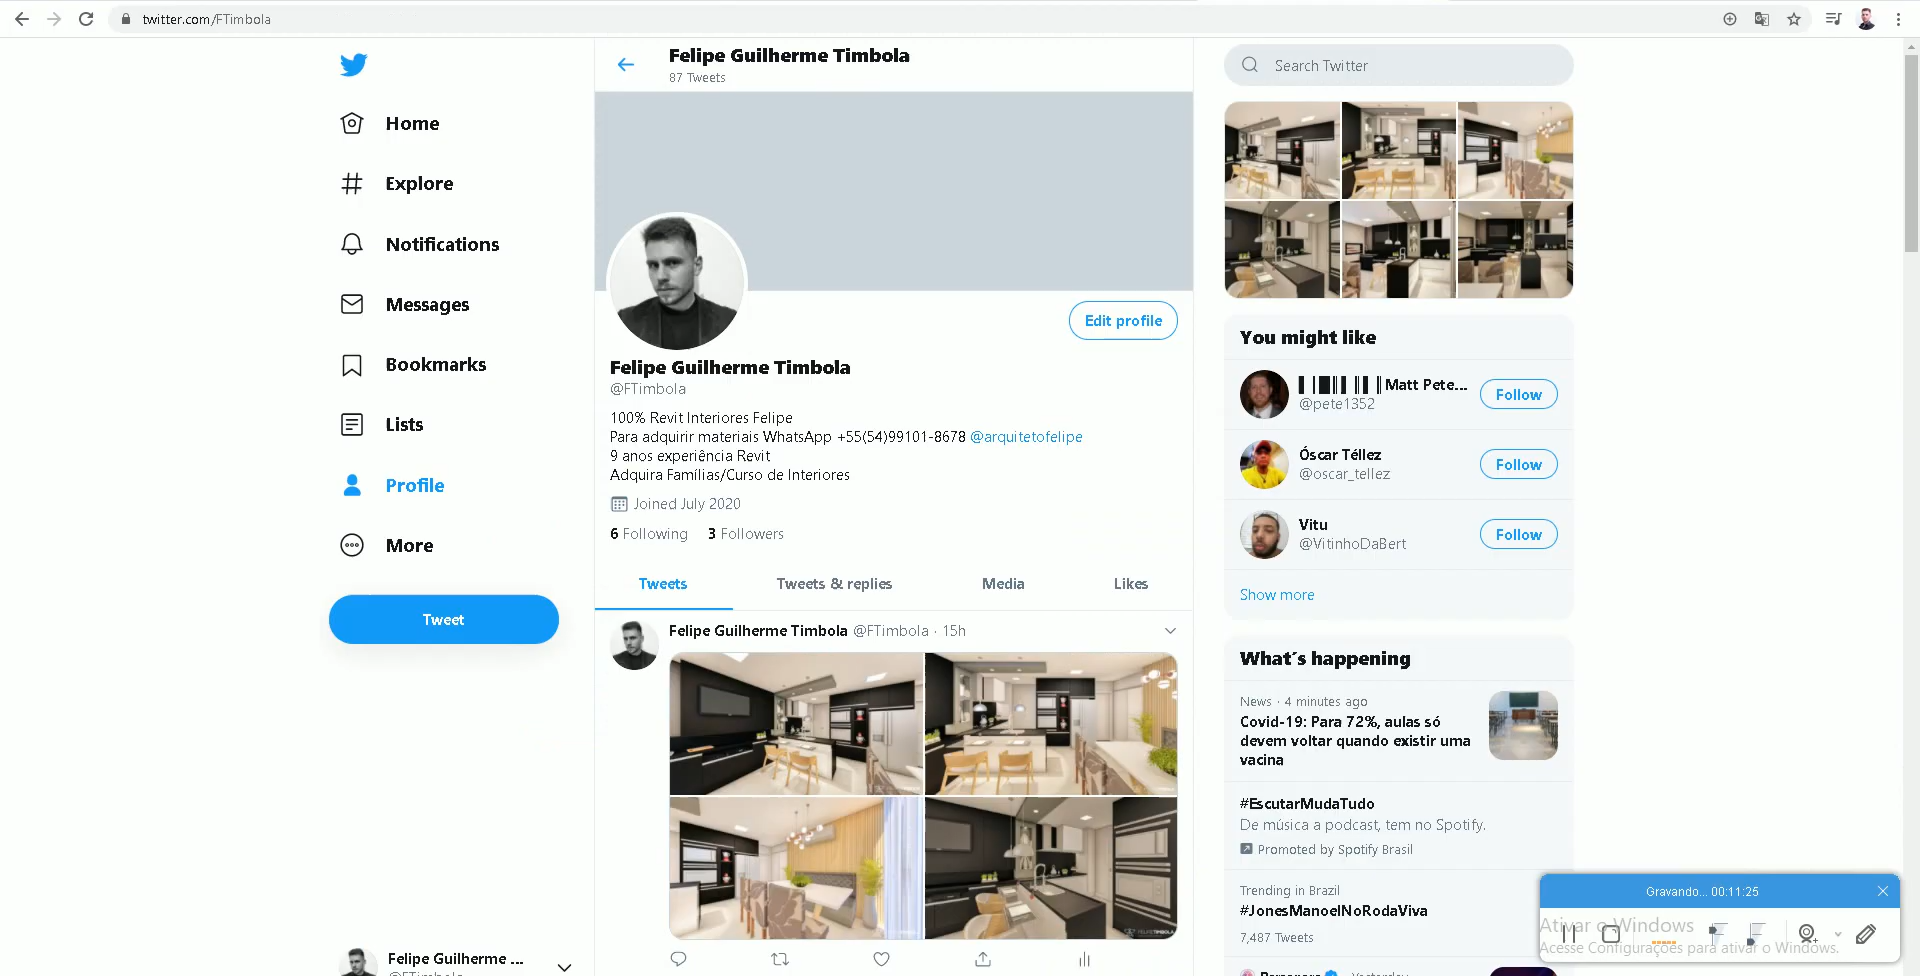 twitter.com/FTimbola
Home
Explore
Notifications
Messages
Bookmarks
Lists
Profile
More
Tweet
Felipe Guilherme ...
Felipe Guilherme Timbola
87 Tweets
Edit profile
Felipe Guilherme Timbola
@FTimbola
100% Revit Interiores Felipe
Para adquirir materiais WhatsApp +55(54)99101-8678 @arquitetofelipe
9 anos experiência Revit
Adquira Famílias/Curso de Interiores
Joined July 2020
6 Following 3 Followers
Tweets Tweets & replies Media Likes
Felipe Guilherme Timbola @FTimbola · 15h
Search Twitter
You might like
Matt Pete...
@pete1352
Follow
Óscar Téllez
@oscar_tellez
Follow
Vitu
@VitinhoDaBert
Follow
Show more
What´s happening
News · 4 minutes ago
Covid-19: Para 72%, aulas só
devem voltar quando existir uma
vacina
#EscutarMudaTudo
De música a podcast, tem no Spotify.
Promoted by Spotify Brasil
Trending in Brazil
#JonesManoelNoRodaViva
7,487 Tweets
Gravando... 00:11:25
Ativar o Windows
Acesse Configurações para ativar o Windows.